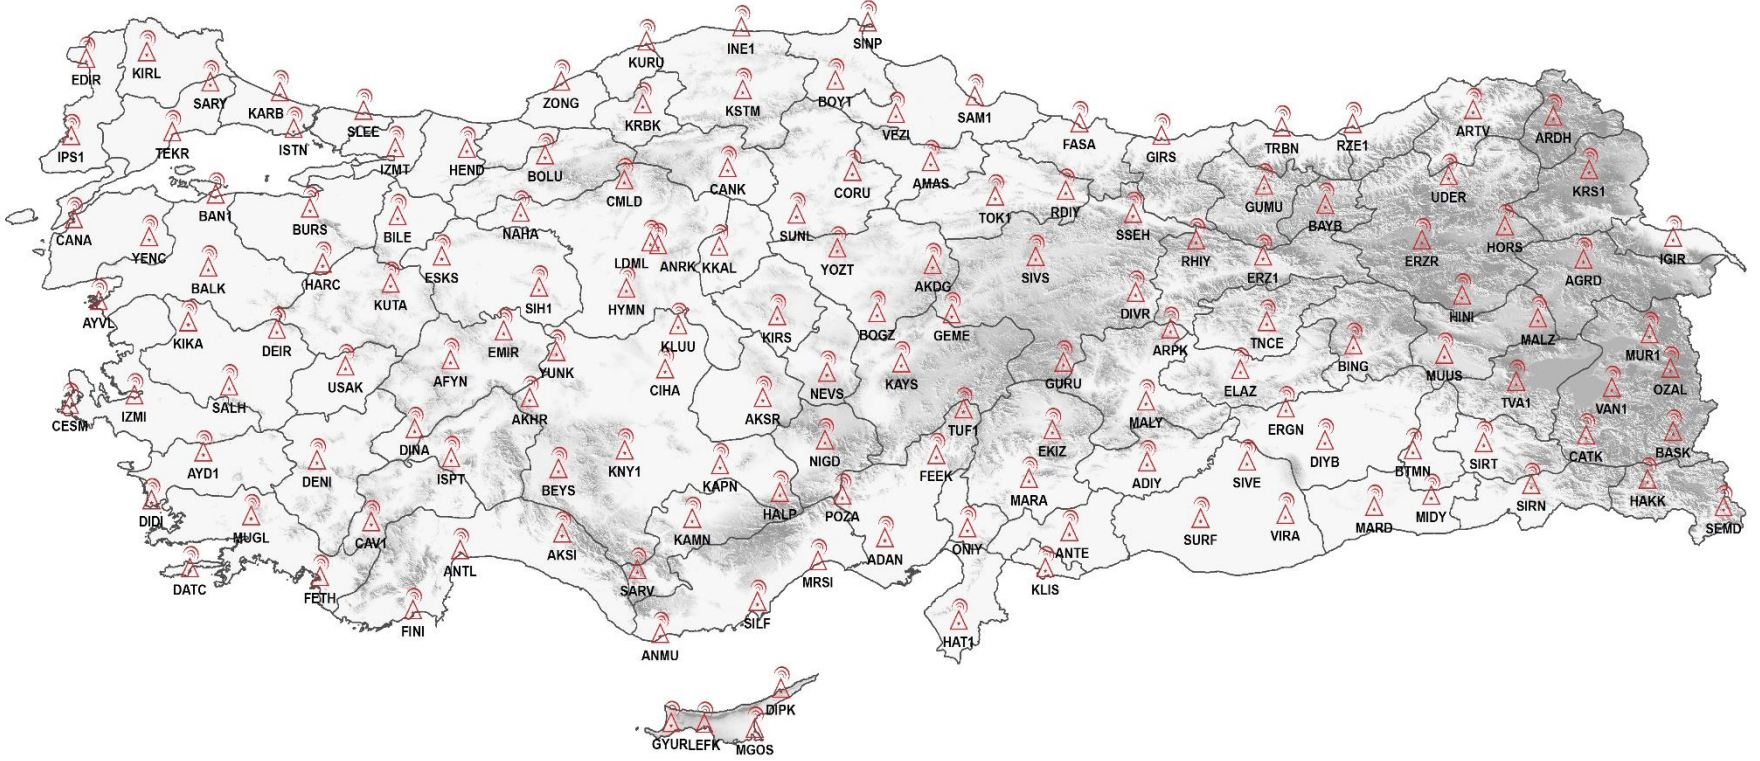 INE1
SINP
KURU
EDIR
KIRL
ZONG
BOYT
SARY
KARB
KSTM
KRBK
SAM1
SLEE
VEZI
ARTV
ARDH
ISTN
FASA
GIRS
TRBN
RZE1
IPS1
TEKR
IZMT
HEND
BOLU
CANK
CORU
AMAS
CMLD
TOK1
RDIY
GUMU
UDER
KRS1
BAN1
BURS
BILE
NAHA
SUNL
SSEH
BAYB
CANA
YENC
LDML
ANRK
KKAL
YOZT
SIVS
RHIY
ERZ1
ERZR
HORS
IGIR
BALK
HARC
KUTA
ESKS
SIH1
HYMN
AKDG
AGRD
AYVL
KIKA
DEIR
EMIR
KLUU
KIRS
BOGZ
GEME
DIVR
ARPK
TNCE
HINI
MALZ
USAK
AFYN
YUNK
CIHA
NEVS
KAYS
GURU
ELAZ
BING
MUUS
MUR1
OZAL
CESM
IZMI
SALH
AKHR
AKSR
TUF1
MALY
ERGN
TVA1
VAN1
AYD1
DENI
DINA
ISPT
BEYS
KNY1
KAPN
NIGD
FEEK
EKIZ
ADIY
SIVE
DIYB
BTMN
SIRT
CATK
BASK
DIDI
MUGL
CAV1
AKSI
KAMN
HALP
POZA
MARA
SURF
VIRA
MARD
MIDY
SIRN
HAKK
SEMD
DATC
FETH
ANTL
SARV
MRSI
ADAN
ONIY
ANTE
KLIS
FINI
ANMU
SILF
HAT1
DIPK
GYUR
LEFK
MGOS